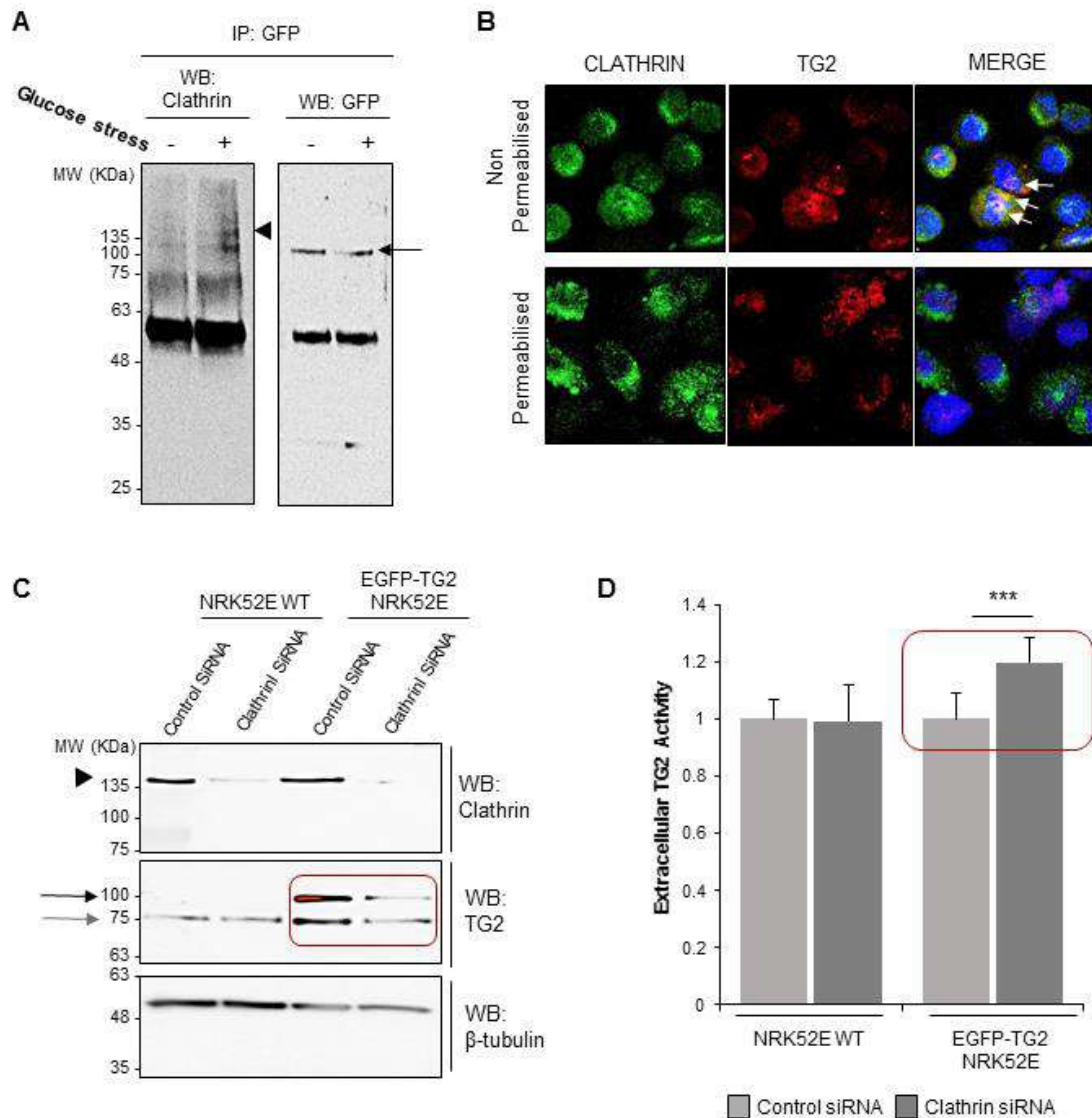 A
IP: GFP
WB:
Clathrin
WB: GFP
Glucose stress
- +
- +
MW (KDa)
135
100
75
63
48
35
25
B
CLATHRIN TG2 MERGE
Non
Permeabilised
Permeabilised
C
NRK52E WT
EGFP-TG2
NRK52E
Control SiRNA
ClathrinI SiRNA
Control SiRNA
ClathrinI SiRNA
MW (KDa)
135
100
75
WB:
Clathrin
100
75
63
WB:
TG2
63
48
35
WB:
β-tubulin
D
Extracellular TG2 Activity
1.4
1.2
1
0.8
0.6
0.4
0.2
0
***
NRK52E WT
EGFP-TG2
NRK52E
Control siRNA Clathrin siRNA